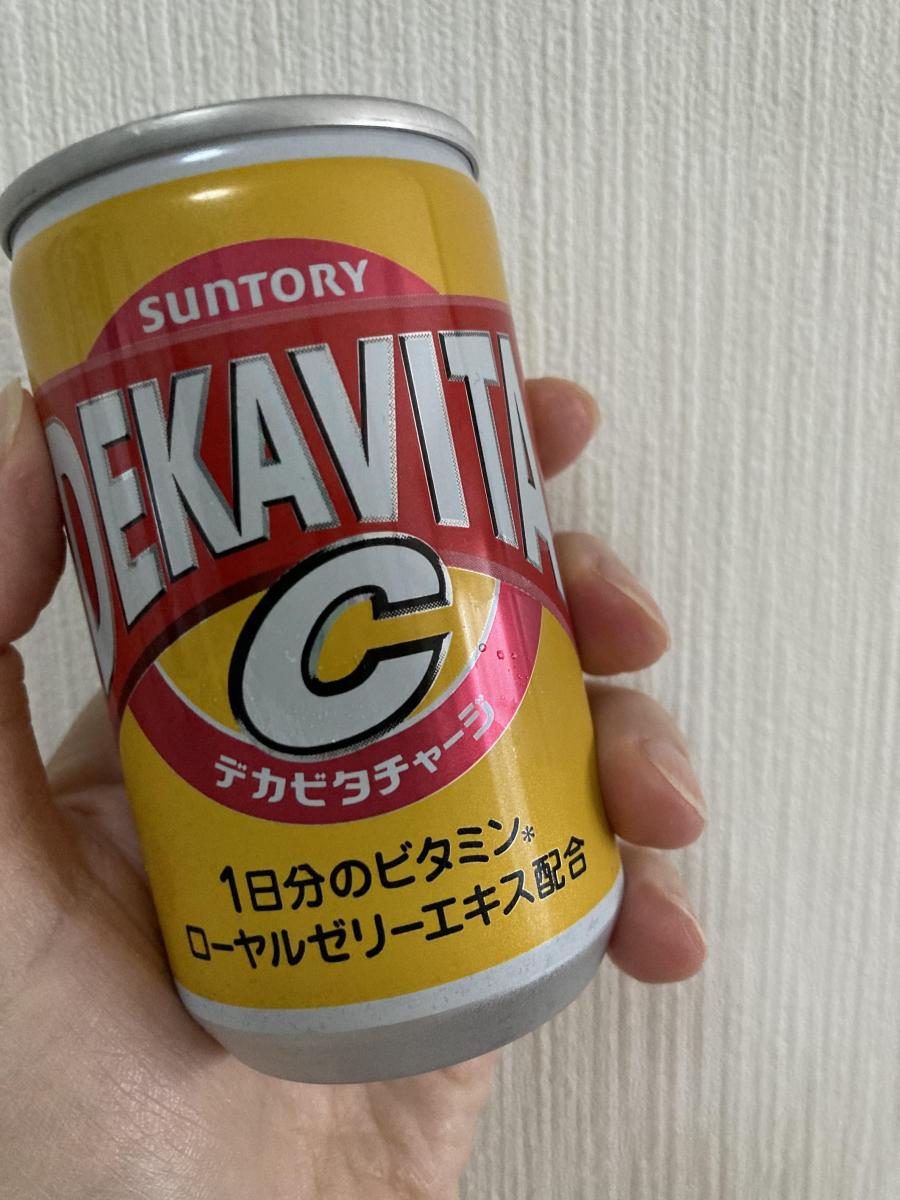 SUNTORY
DEKAVITA
C
デカビタチャージ
1日分のビタミン*
ローヤルゼリーエキス配合